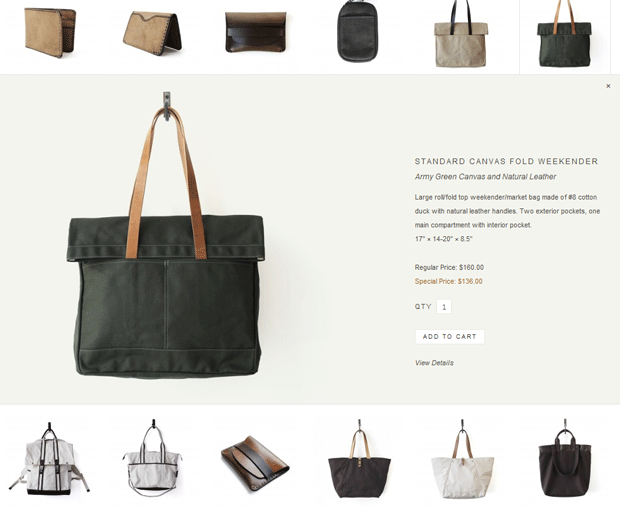 ×
STANDARD CANVAS FOLD WEEKENDER
Army Green Canvas and Natural Leather
Large roll/fold top weekender/market bag made of #8 cotton
duck with natural leather handles. Two exterior pockets, one
main compartment with interior pocket.
17" × 14-20" × 8.5"
Regular Price: $160.00
Special Price: $136.00
QTY 1
ADD TO CART
View Details